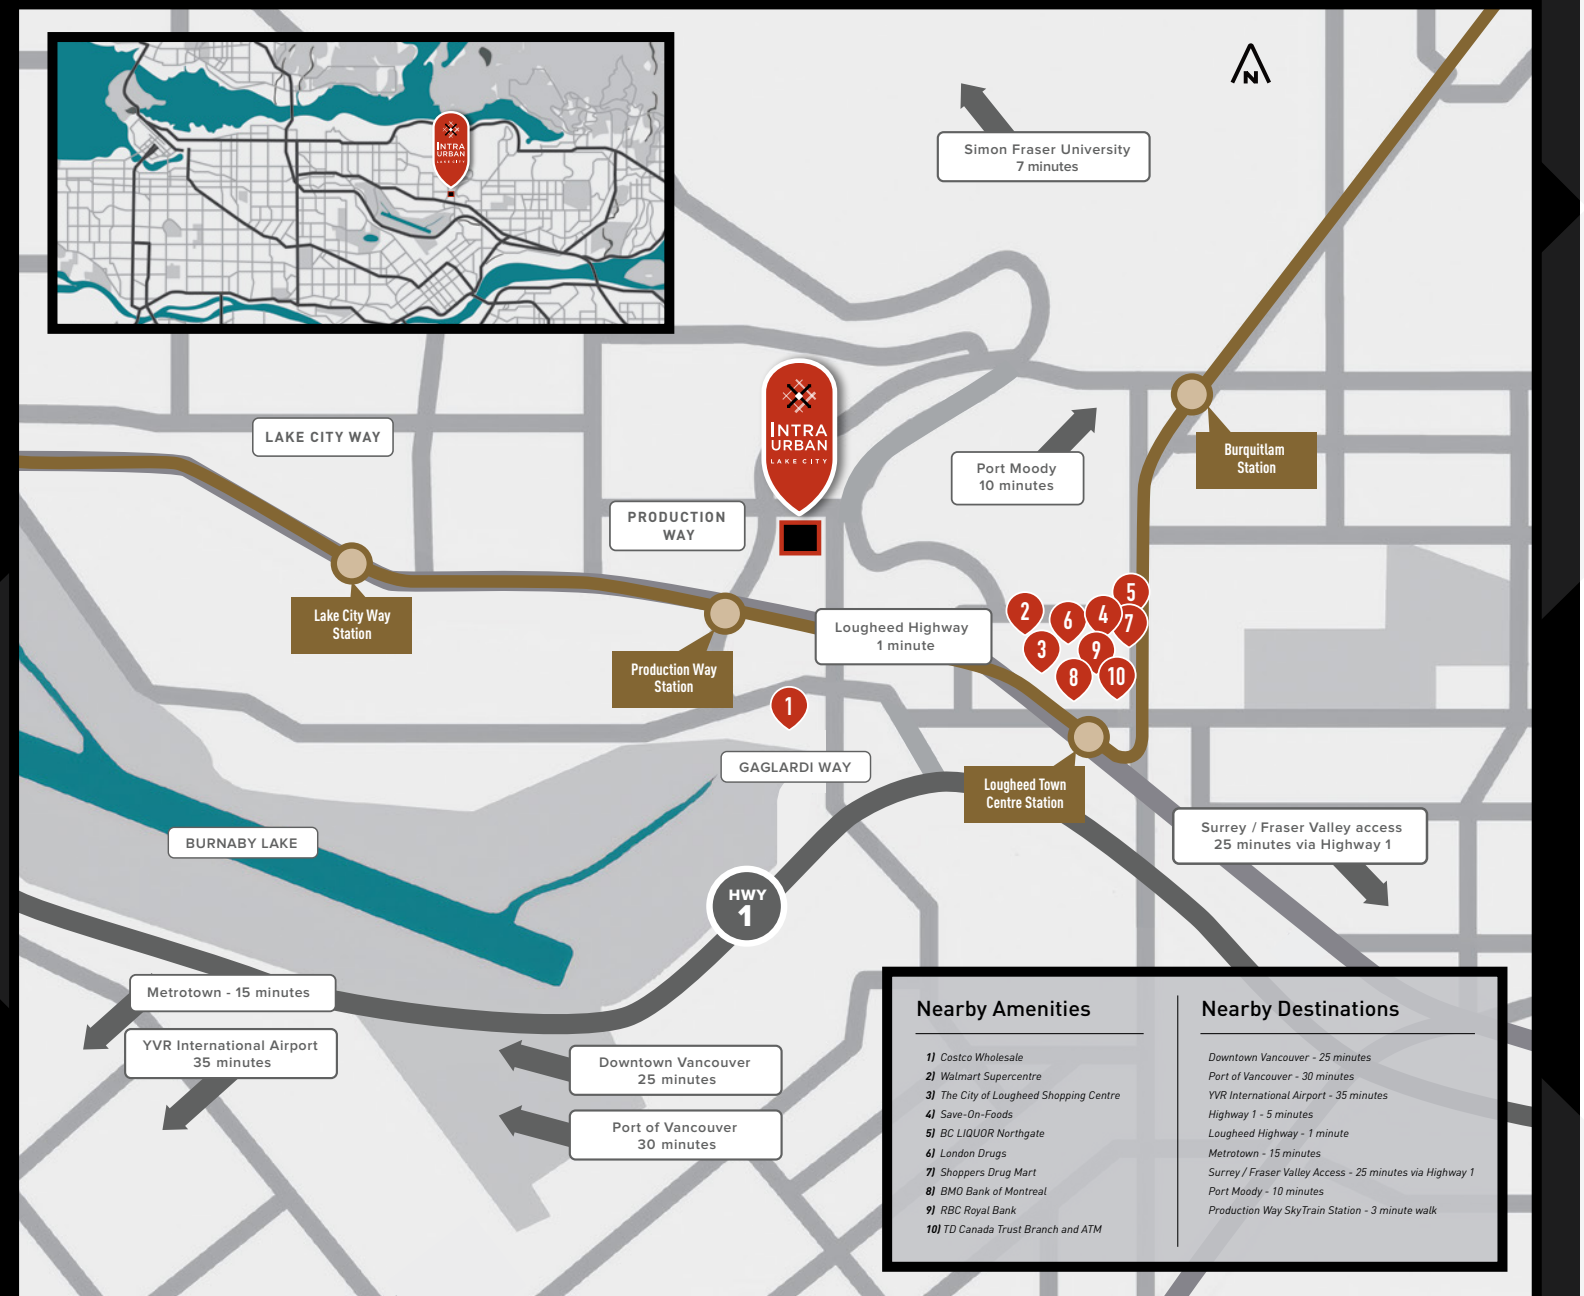 INTRA
URBAN
LAKE CITY
N
Simon Fraser University
7 minutes
LAKE CITY WAY
INTRA
URBAN
LAKE CITY
Port Moody
10 minutes
Burquitlam
Station
PRODUCTION
WAY
Lake City Way
Station
Production Way
Station
Lougheed Highway
1 minute
2
6
4
5
7
3
9
8
10
1
GAGLARDI WAY
Lougheed Town
Centre Station
BURNABY LAKE
Surrey / Fraser Valley access
25 minutes via Highway 1
HWY
1
Metrotown - 15 minutes
YVR International Airport
35 minutes
Downtown Vancouver
25 minutes
Port of Vancouver
30 minutes
Nearby Amenities
1) Costco Wholesale
2) Walmart Supercentre
3) The City of Lougheed Shopping Centre
4) Save-On-Foods
5) BC LIQUOR Northgate
6) London Drugs
7) Shoppers Drug Mart
8) BMO Bank of Montreal
9) RBC Royal Bank
10) TD Canada Trust Branch and ATM
Nearby Destinations
Downtown Vancouver - 25 minutes
Port of Vancouver - 30 minutes
YVR International Airport - 35 minutes
Highway 1 - 5 minutes
Lougheed Highway - 1 minute
Metrotown - 15 minutes
Surrey / Fraser Valley Access - 25 minutes via Highway 1
Port Moody - 10 minutes
Production Way SkyTrain Station - 3 minute walk